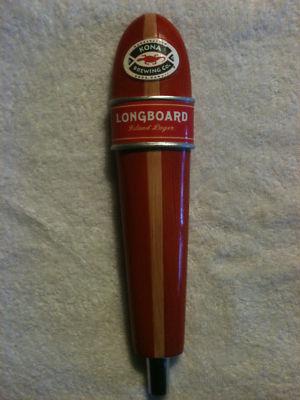 KONA
BREWING CO.
LONGBOARD
Island Lager